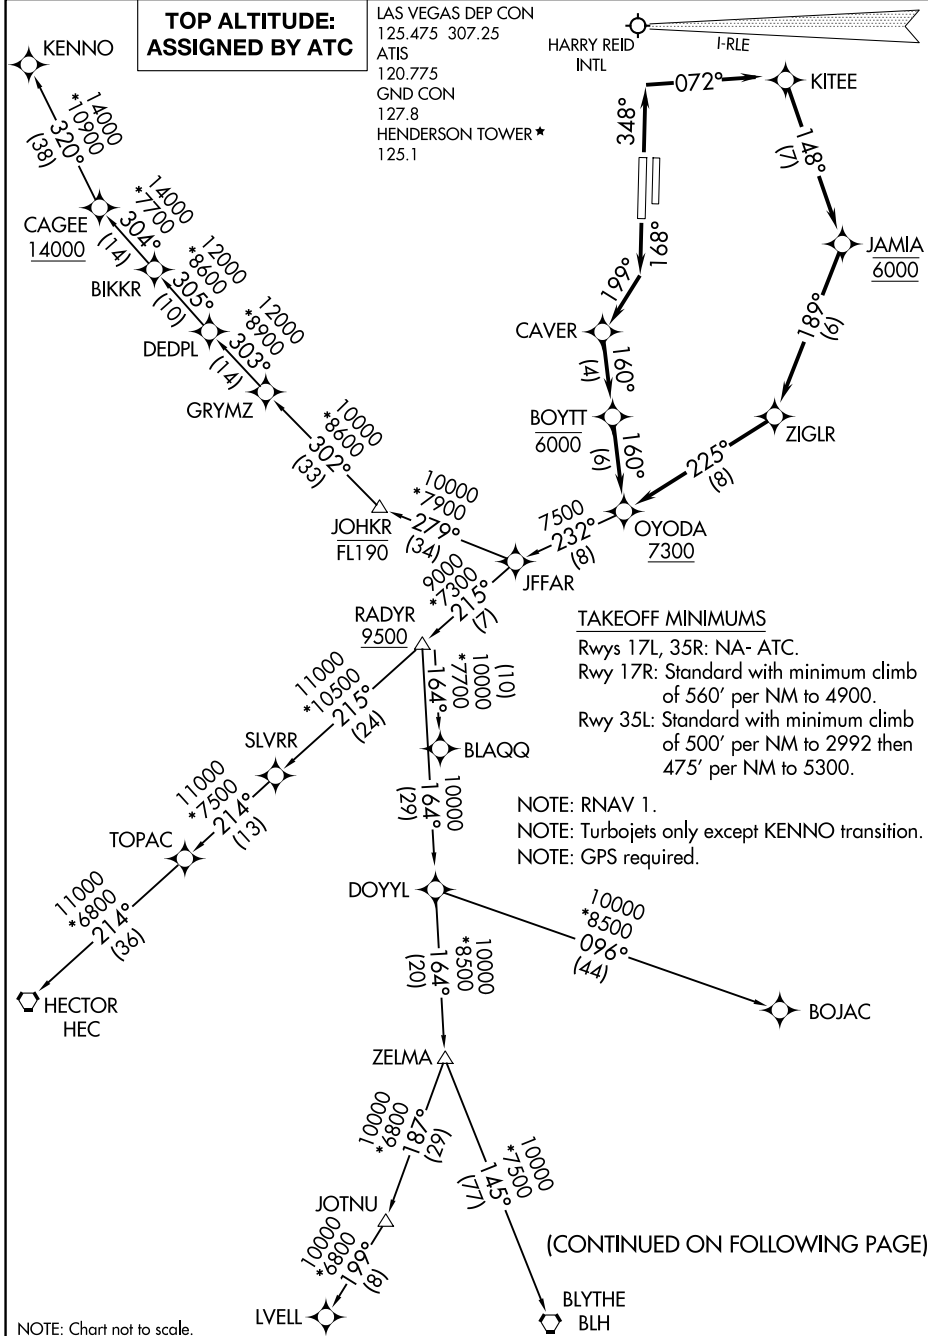 TOP ALTITUDE:
ASSIGNED BY ATC
LAS VEGAS DEP CON
125.475 307.25
ATIS
120.775
GND CON
127.8
HENDERSON TOWER★
125.1
HARRY REID
INTL
I-RLE
KENNO
14000
*10900
320°
(38)
CAGEE
14000
14000
*7700
304°
(14)
BIKKR
12000
*8600
305°
(10)
DEDPL
12000
*8900
303°
(14)
GRYMZ
10000
*8600
302°
(33)
JOHKR
FL190
10000
*7900
279°
(34)
348°
072°
KITEE
148°
(7)
JAMIA
6000
189°
(6)
ZIGLR
225°
(8)
168°
199°
CAVER
160°
(4)
BOYTT
6000
160°
(6)
OYODA
7300
7500
232°
(8)
JFFAR
9000
*7300
215°
(7)
RADYR
9500
TAKEOFF MINIMUMS
Rwys 17L, 35R: NA- ATC.
Rwy 17R: Standard with minimum climb
of 560' per NM to 4900.
Rwy 35L: Standard with minimum climb
of 500' per NM to 2992 then
475' per NM to 5300.
NOTE: RNAV 1.
NOTE: Turbojets only except KENNO transition.
NOTE: GPS required.
(10)
10000
*7700
164°
BLAQQ
11000
*10500
215°
(24)
SLVRR
11000
*7500
214°
(13)
TOPAC
11000
*6800
214°
(36)
HECTOR
HEC
10000
164°
(29)
DOYYL
10000
*8500
096°
(44)
BOJAC
10000
*8500
164°
(20)
ZELMA
10000
*6800
187°
(29)
JOTNU
10000
*6800
199°
(8)
LVELL
10000
*7500
145°
(77)
BLYTHE
BLH
(CONTINUED ON FOLLOWING PAGE)
NOTE: Chart not to scale.